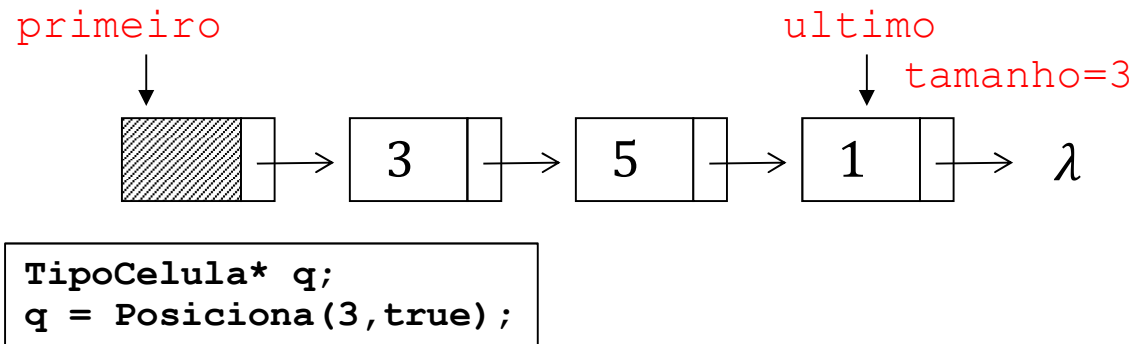 primeiro
ultimo
tamanho=3
3 5 1 λ
TipoCelula* q;
q = Posiciona(3,true);